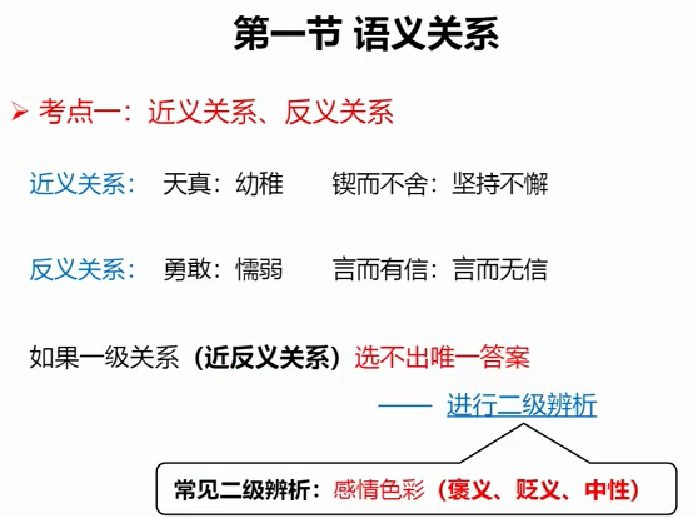 第一节 语义关系
➢ 考点一：近义关系、反义关系
近义关系： 天真：幼稚 锲而不舍：坚持不懈
反义关系： 勇敢：懦弱 言而有信：言而无信
如果一级关系（近反义关系）选不出唯一答案
—— 进行二级辨析
常见二级辨析：感情色彩（褒义、贬义、中性）